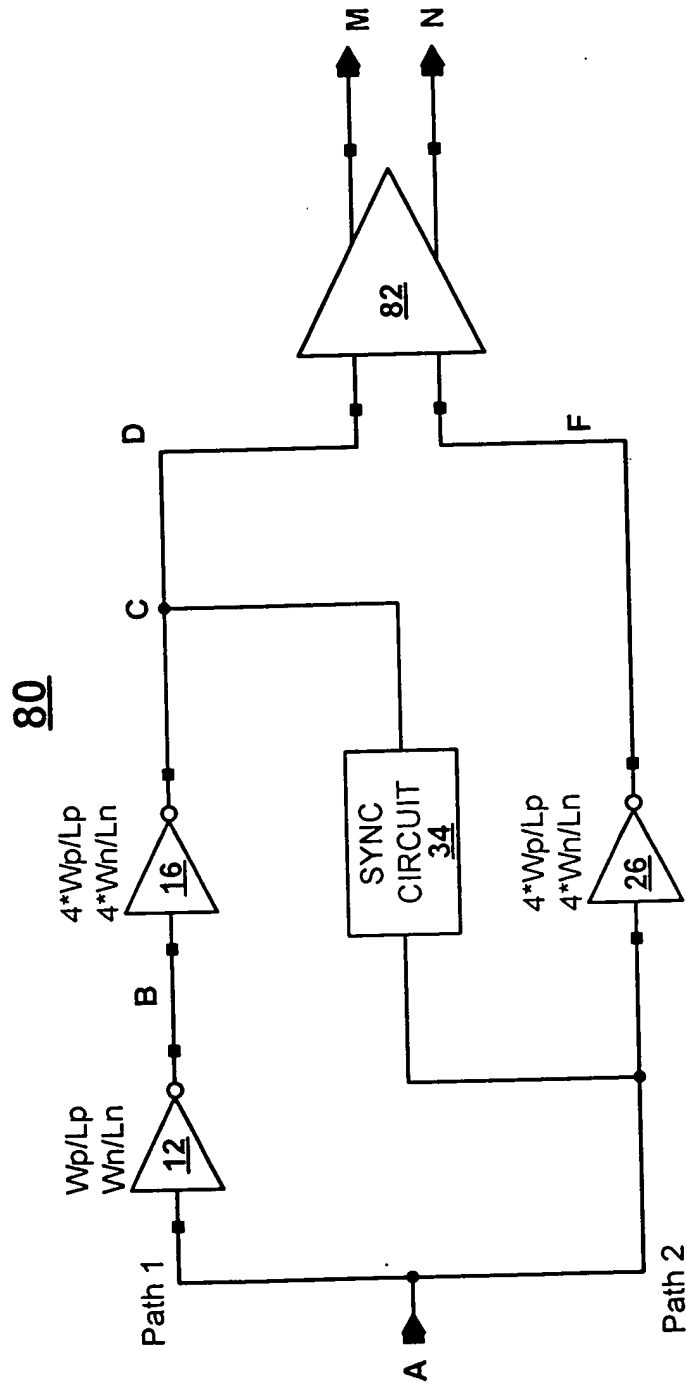 80
Path 1
Wp/Lp
Wn/Ln
12
B
4*Wp/Lp
4*Wn/Ln
16
C
D
A
SYNC
CIRCUIT
34
82
M
N
Path 2
4*Wp/Lp
4*Wn/Ln
26
F